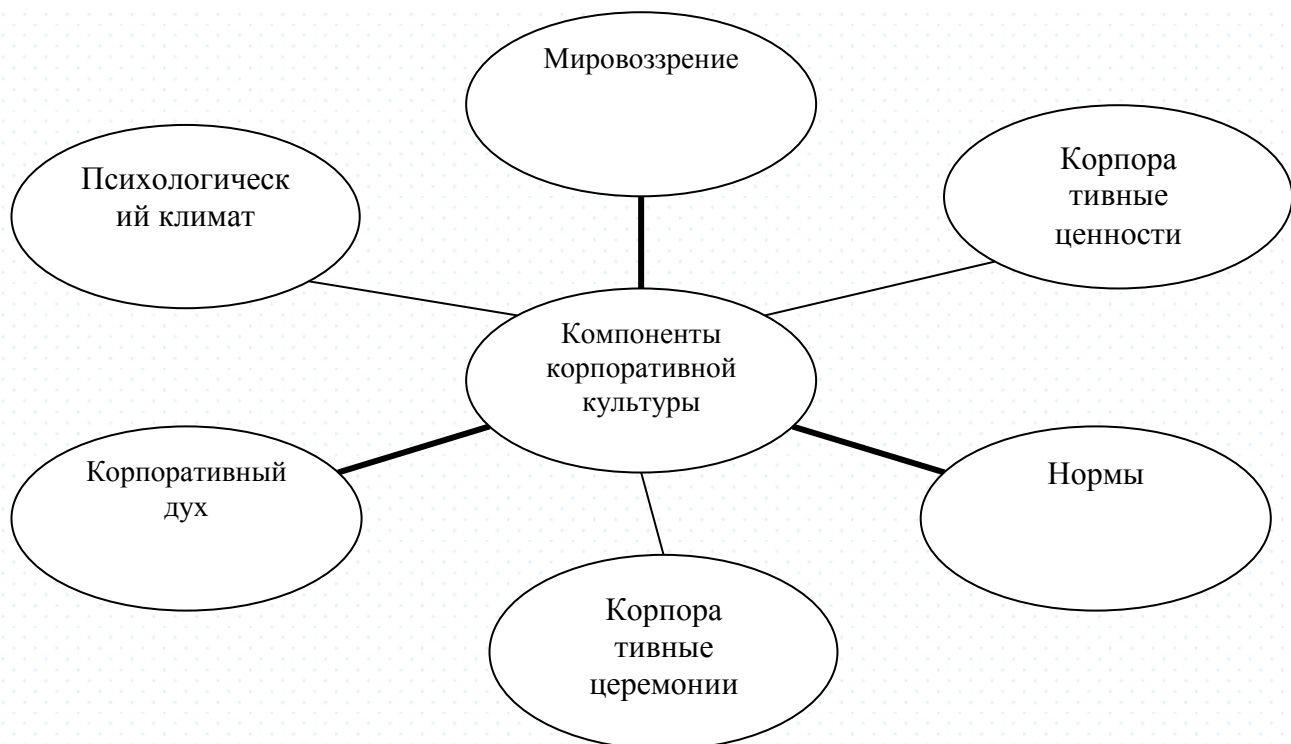 Мировоззрение
Психологическ
ий климат
Корпора
тивные
ценности
Компоненты
корпоративной
культуры
Корпоративный
дух
Нормы
Корпора
тивные
церемонии